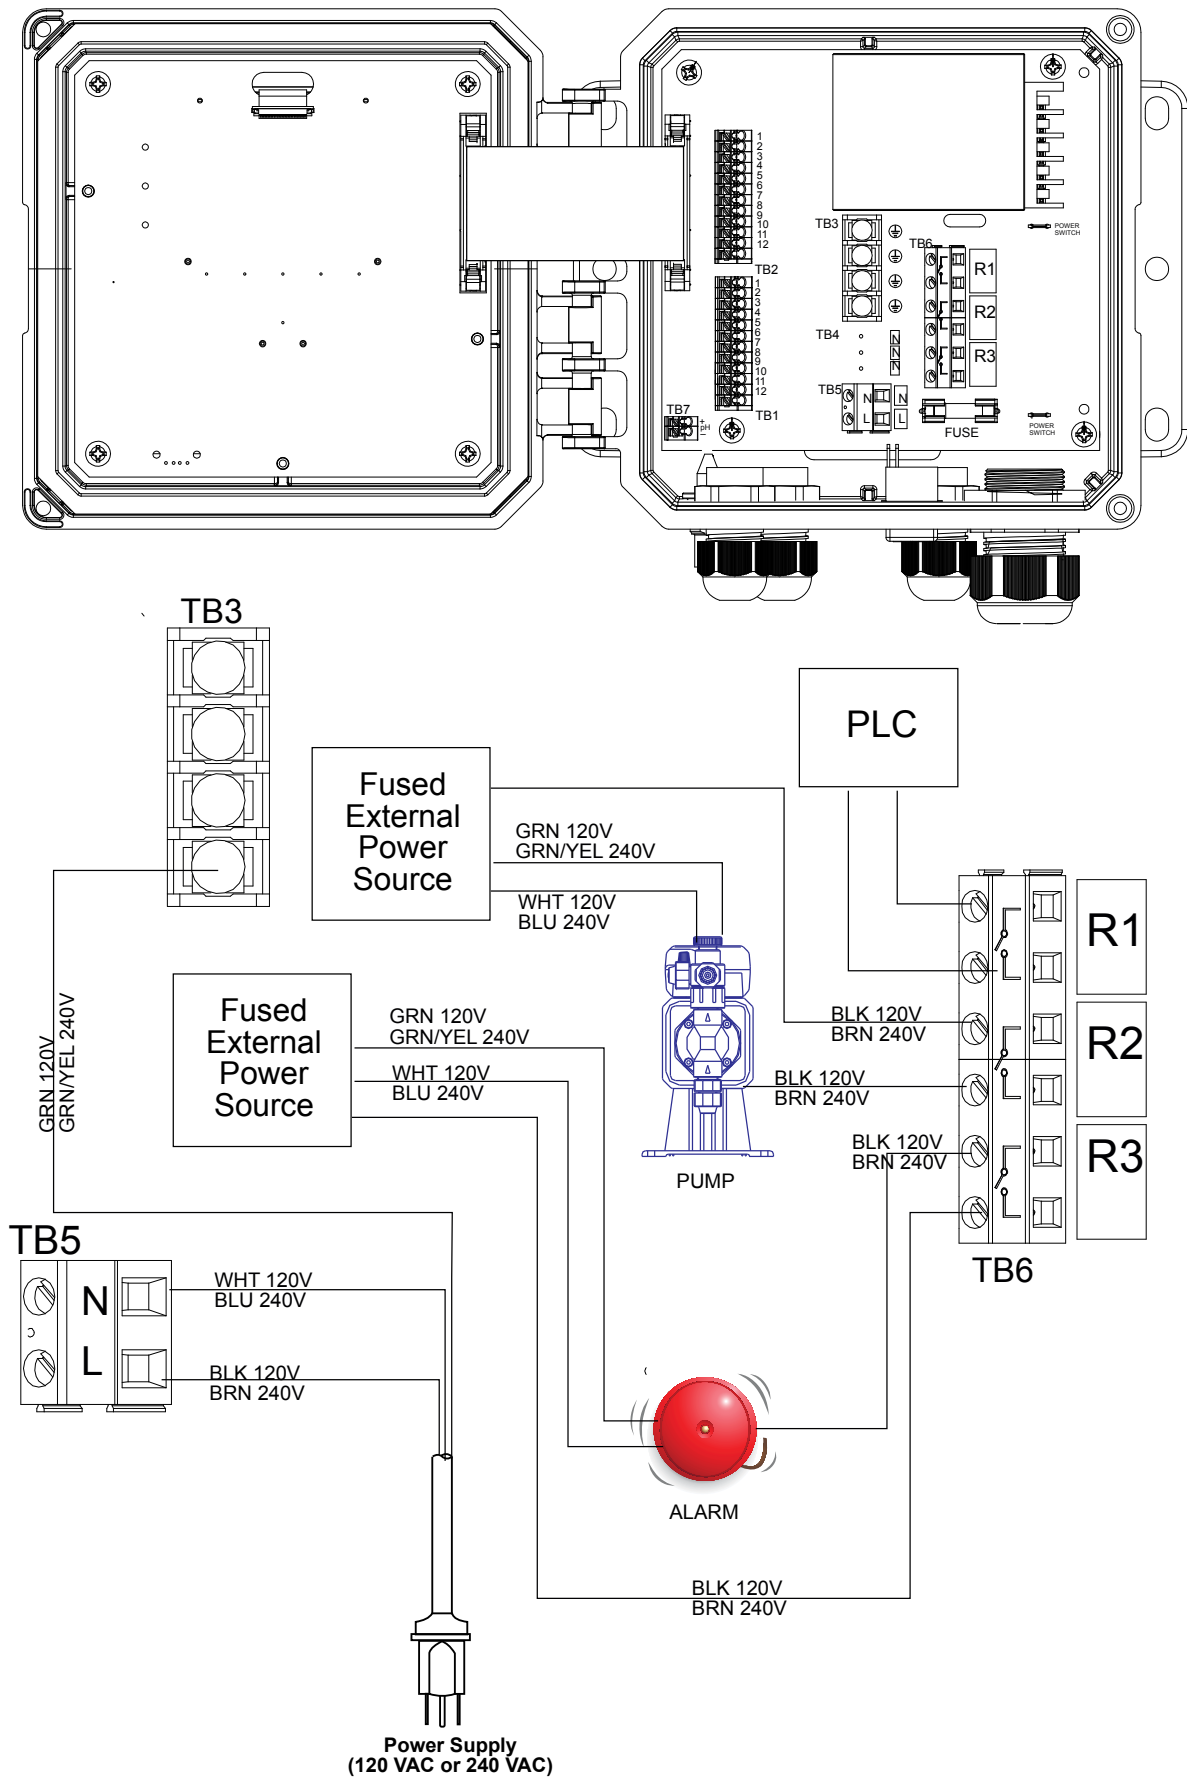 1
2
3
4
5
6
7
8
9
10
11
12
TB2
1
2
3
4
5
6
7
8
9
10
11
12
TB1
TB7
+
pH
−
TB3
TB4
N
N
N
TB5
N
L
N
L
TB6
R1
R2
R3
FUSE
POWER
SWITCH
POWER
SWITCH
TB3
PLC
Fused
External
Power
Source
GRN 120V
GRN/YEL 240V
WHT 120V
BLU 240V
R1
R2
R3
TB6
BLK 120V
BRN 240V
BLK 120V
BRN 240V
BLK 120V
BRN 240V
PUMP
Fused
External
Power
Source
GRN 120V
GRN/YEL 240V
WHT 120V
BLU 240V
GRN 120V
GRN/YEL 240V
TB5
N
L
WHT 120V
BLU 240V
BLK 120V
BRN 240V
ALARM
BLK 120V
BRN 240V
Power Supply
(120 VAC or 240 VAC)